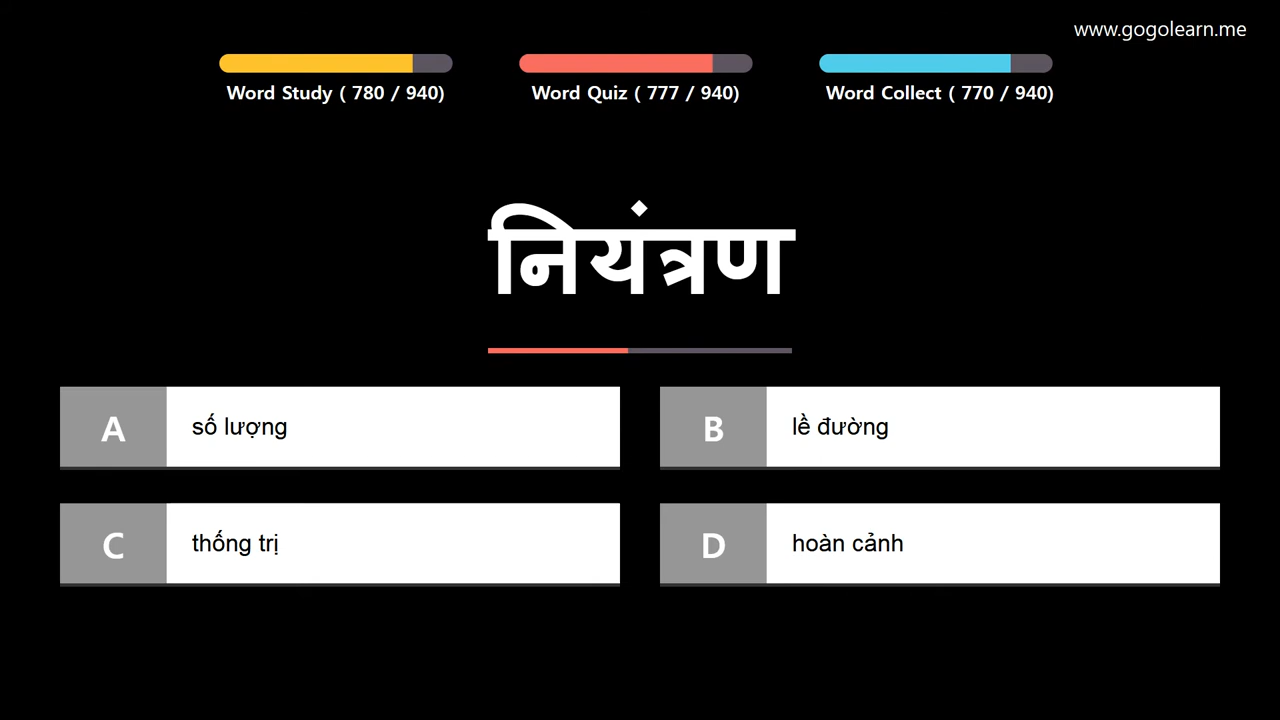 www.gogolearn.me
Word Study ( 780 / 940)
Word Quiz ( 777 / 940)
Word Collect ( 770 / 940)
नियंत्रण
A
số lượng
B
lề đường
C
thống trị
D
hoàn cảnh